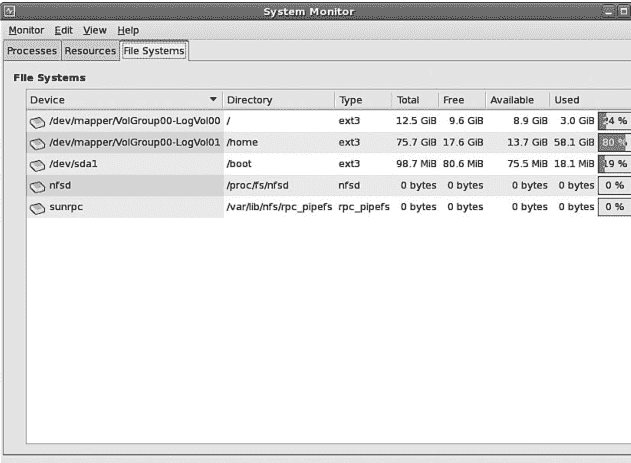 System Monitor
Monitor Edit View Help
Processes Resources File Systems
File Systems
Device Directory Type Total Free Available Used
/dev/mapper/VolGroup00-LogVol00 / ext3 12.5 GiB 9.6 GiB 8.9 GiB 3.0 GiB 24 %
/dev/mapper/VolGroup00-LogVol01 /home ext3 75.7 GiB 17.6 GiB 13.7 GiB 58.1 GiB 80 %
/dev/sda1 /boot ext3 98.7 MiB 80.6 MiB 75.5 MiB 18.1 MiB 19 %
nfsd /proc/fs/nfsd nfsd 0 bytes 0 bytes 0 bytes 0 bytes 0 %
sunrpc /var/lib/nfs/rpc_pipefs rpc_pipefs 0 bytes 0 bytes 0 bytes 0 bytes 0 %